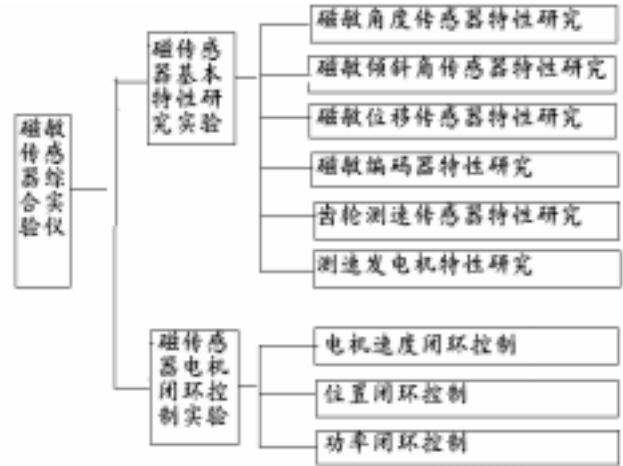 磁敏
传感
器综
合实
验仪
磁传感
器基本
特性研
究实验
磁敏角度传感器特性研究
磁敏倾斜角传感器特性研究
磁敏位移传感器特性研究
磁敏编码器特性研究
齿轮测速传感器特性研究
测速发电机特性研究
磁传感
器电机
闭环控
制实验
电机速度闭环控制
位置闭环控制
功率闭环控制